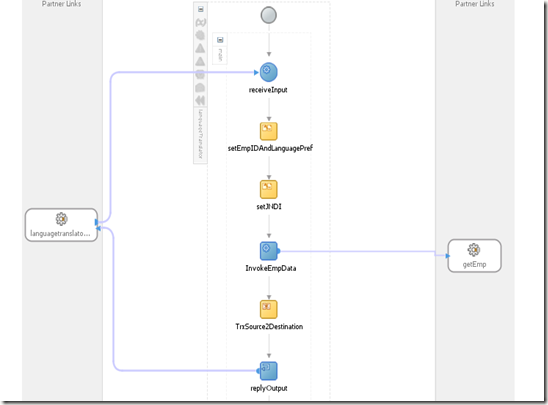 Partner Links
Partner Links
receiveInput
setEmpIDAndLanguagePref
languagetranslato...
setJNDI
InvokeEmpData
getEmp
TrxSource2Destination
replyOutput